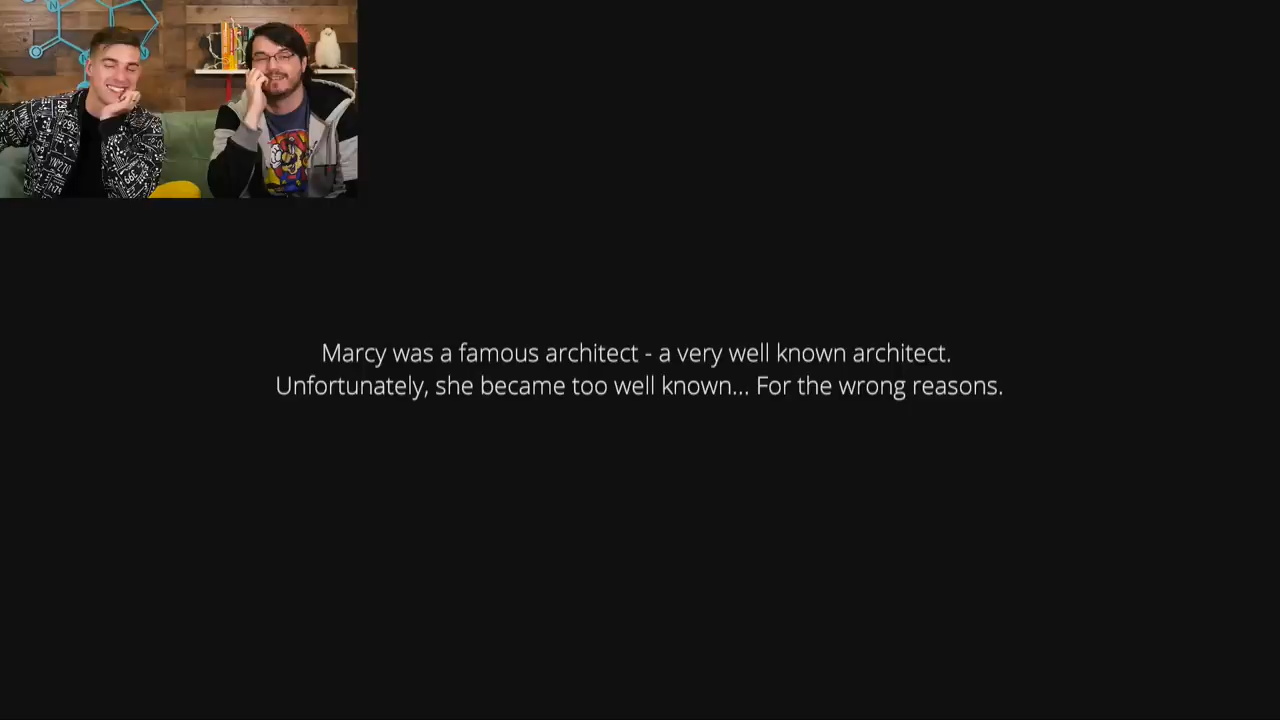 Marcy was a famous architect - a very well known architect.
Unfortunately, she became too well known... For the wrong reasons.